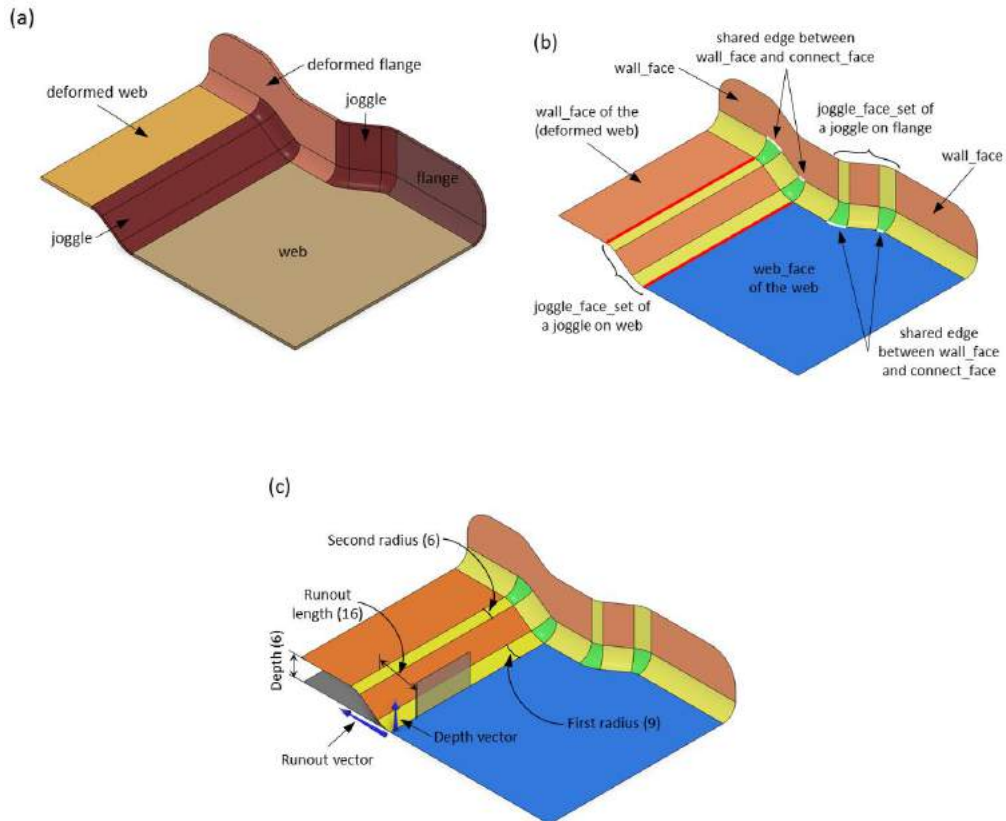 (a)
deformed flange
deformed web
joggle
flange
joggle
web
(b)
shared edge between
wall_face and connect_face
wall_face
joggle_face_set of
a joggle on flange
wall_face of the
(deformed web)
wall_face
web_face
of the web
joggle_face_set of
a joggle on web
shared edge
between wall_face
and connect_face
(c)
Second radius (6)
Runout
length (16)
Depth (6)
First radius (9)
Depth vector
Runout vector